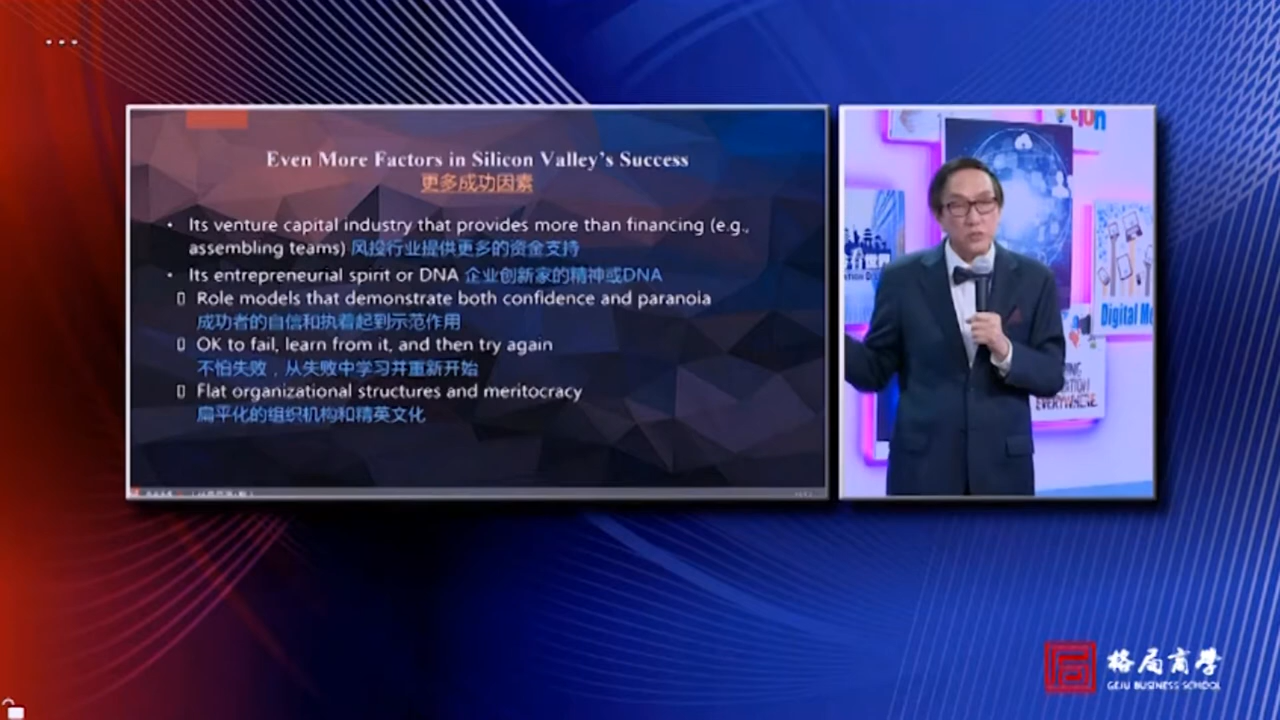 Even More Factors in Silicon Valley's Success
更多成功因素
• Its venture capital industry that provides more than financing (e.g.,
assembling teams) 风投行业提供更多的资金支持
• Its entrepreneurial spirit or DNA 企业创新家的精神或DNA
Role models that demonstrate both confidence and paranoia
成功者的自信和执着起到示范作用
OK to fail, learn from it, and then try again
不怕失败，从失败中学习并重新开始
Flat organizational structures and meritocracy
扁平化的组织机构和精英文化
Digital
EVERYWHERE
格局商学
GEJU BUSINESS SCHOOL